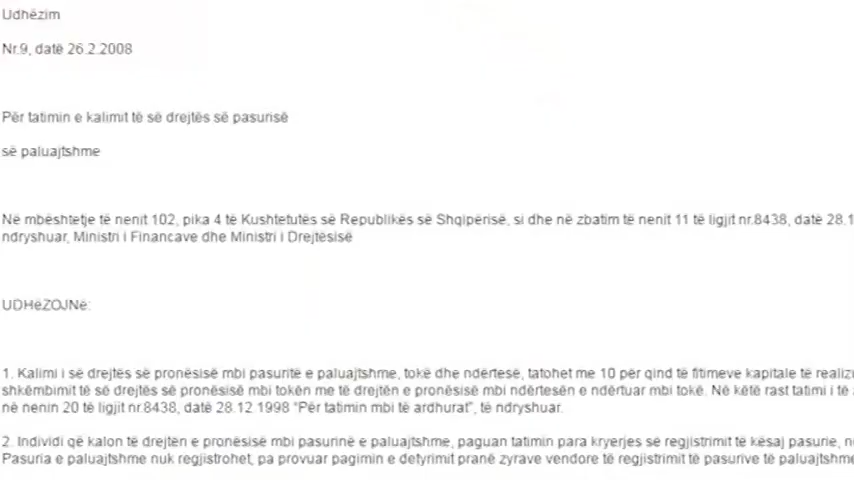 Udhëzim
Nr.9, datë 26.2.2008
Për tatimin e kalimit të së drejtës së pasurisë
së paluajtshme
Në mbështetje të nenit 102, pika 4 të Kushtetutës së Republikës së Shqipërisë, si dhe në zbatim të nenit 11 të ligjit nr.8438, datë 28.1
ndryshuar, Ministri i Financave dhe Ministri i Drejtësisë
UDHëZOJNë:
1. Kalimi i së drejtës së pronësisë mbi pasuritë e paluajtshme, tokë dhe ndërtesë, tatohet me 10 për qind të fitimeve kapitale të realizu
shkëmbimit të së drejtës së pronësisë mbi tokën me të drejtën e pronësisë mbi ndërtesën e ndërtuar mbi tokë. Në këtë rast tatimi i të
në nenin 20 të ligjit nr.8438, datë 28.12 1998 "Për tatimin mbi të ardhurat", të ndryshuar.
2. Individi që kalon të drejtën e pronësisë mbi pasurinë e paluajtshme, paguan tatimin para kryerjes së regjistrimit të kësaj pasurie,
Pasuria e paluajtshme nuk regjistrohet, pa provuar pagimin e detyrimit pranë zyrave vendore të regjistrimit të pasurive të paluajtshme